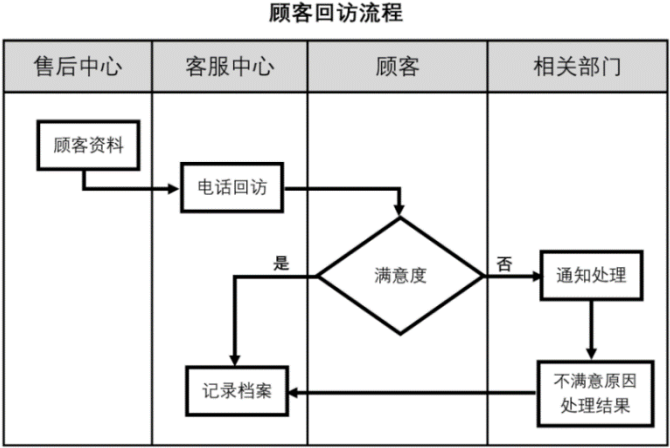 顾客回访流程
售后中心
客服中心
顾客
相关部门
顾客资料
电话回访
是
满意度
否
通知处理
记录档案
不满意原因
处理结果